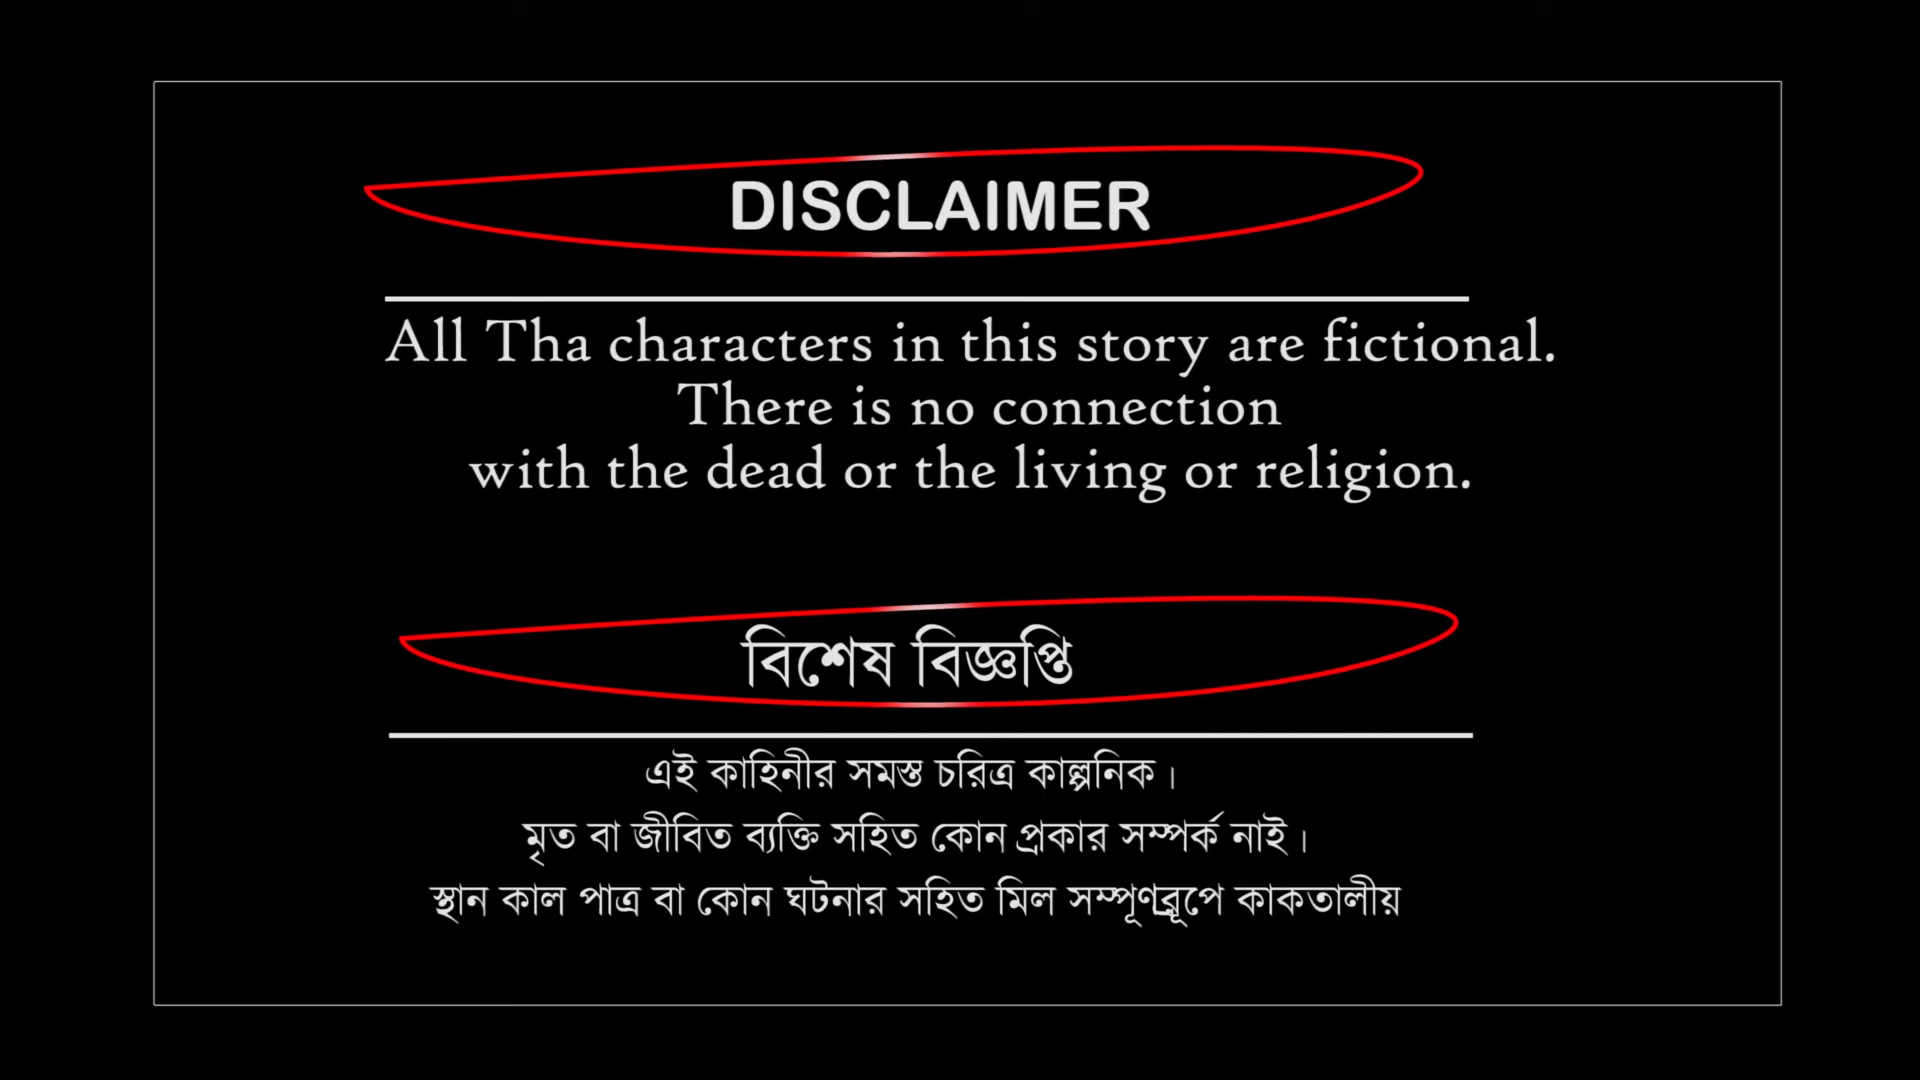 DISCLAIMER
All Tha characters in this story are fictional.
There is no connection
with the dead or the living or religion.
বিশেষ বিজ্ঞপ্তি
এই কাহিনীর সমস্ত চরিত্র কাল্পনিক।
মৃত বা জীবিত ব্যক্তি সহিত কোন প্রকার সম্পর্ক নাই।
স্থান কাল পাত্র বা কোন ঘটনার সহিত মিল সম্পূর্ণরূপে কাকতালীয়